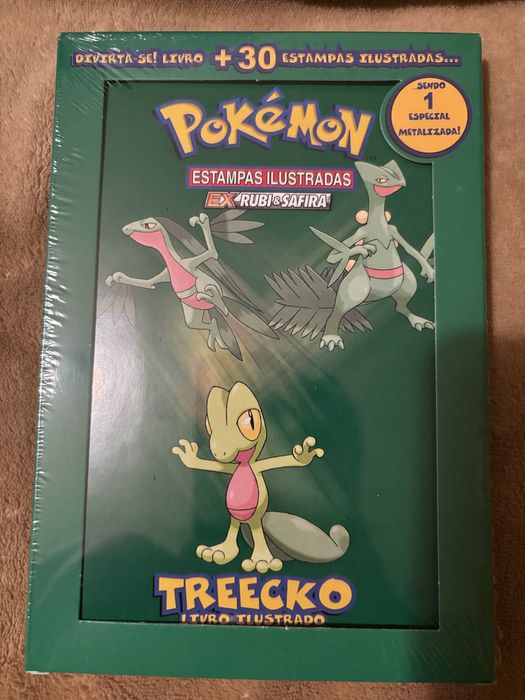 DIVIRTA-SE! LIVRO + 30 ESTAMPAS ILUSTRADAS...
SENDO
1
ESPECIAL
METALIZADA!
POKéMON
TM
ESTAMPAS ILUSTRADAS
EX RUBI & SAFIRA
TREECKO
LIVRO ILUSTRADO